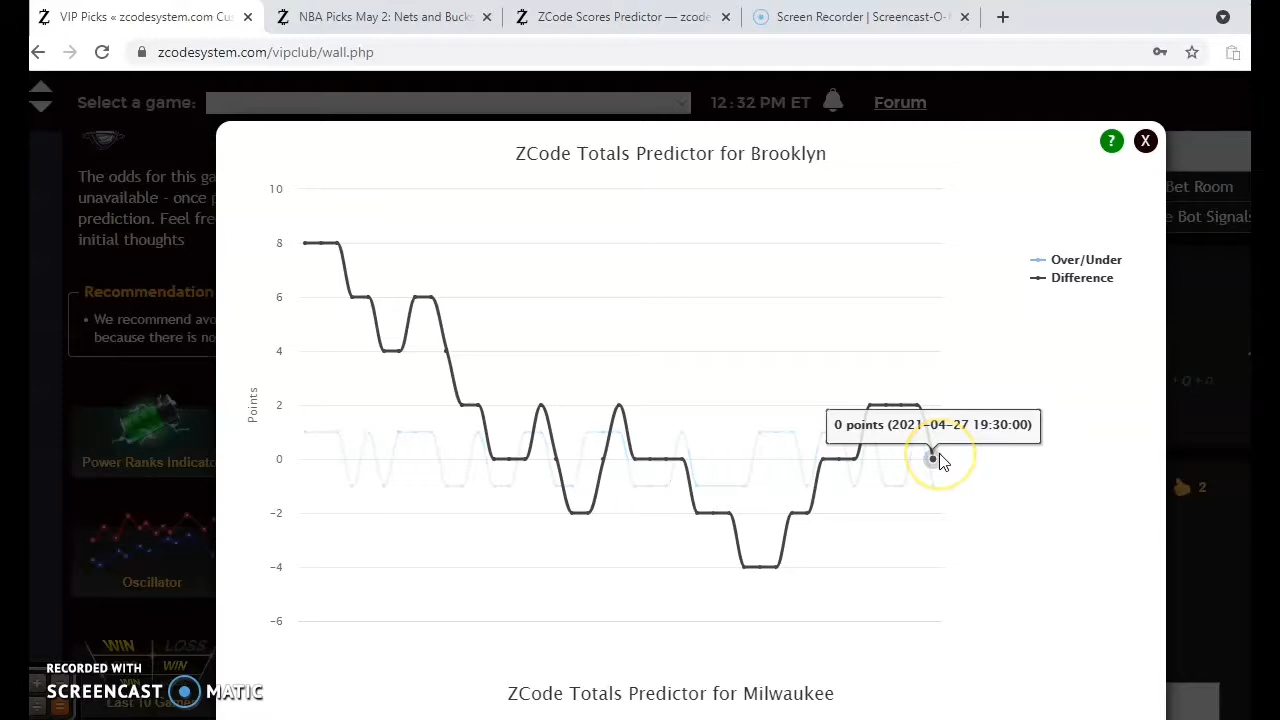 VIP Picks « zcodesystem.com Cus
NBA Picks May 2: Nets and Bucks
ZCode Scores Predictor — zcode
Screen Recorder | Screencast-O-
zcodesystem.com/vipclub/wall.php
Select a game:
12:32 PM ET
Forum
The odds for this ga
unavailable - once p
prediction. Feel fre
initial thoughts
Recommendation
• We recommend avo
because there is no
Power Ranks Indicato
Oscillator
WIN LOSS
WIN
Last 10 Game
Bet Room
e Bot Signals
2
? X
ZCode Totals Predictor for Brooklyn
10
8
6
4
2
0
−2
−4
−6
Points
Over/Under
Difference
0 points (2021-04-27 19:30:00)
ZCode Totals Predictor for Milwaukee
RECORDED WITH
SCREENCAST MATIC